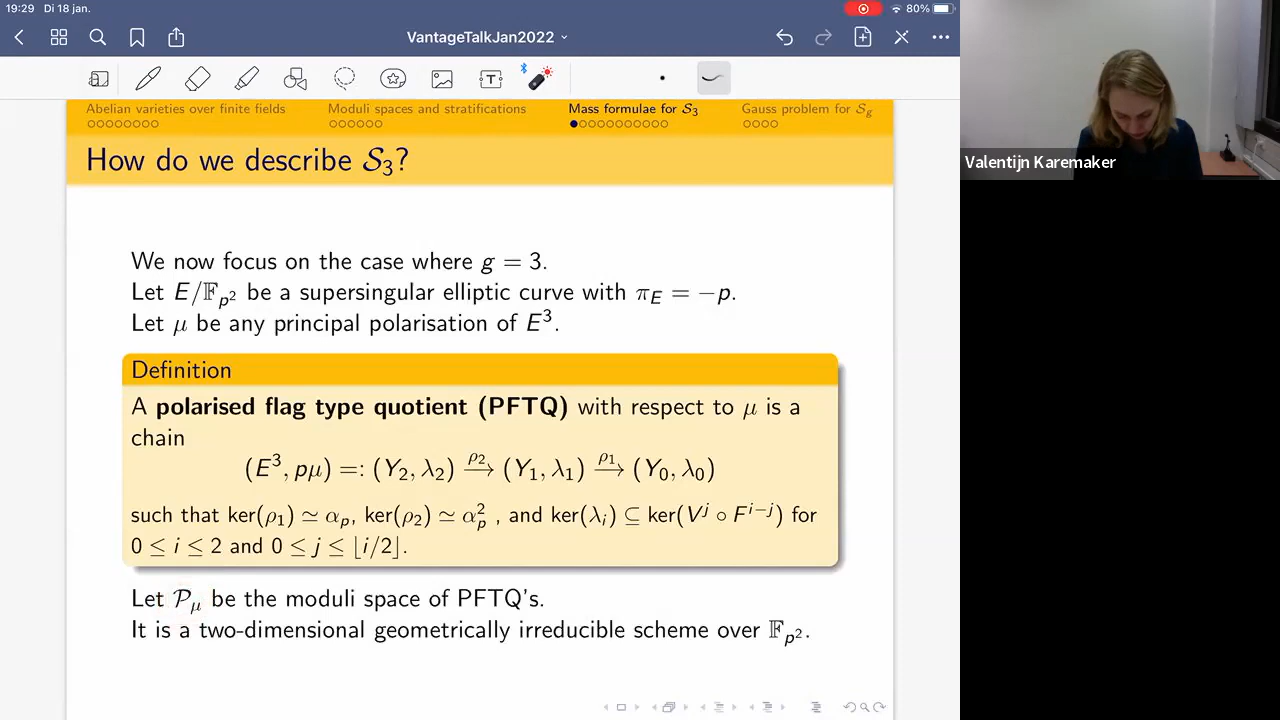 19:29 Di 18 jan.
80%
VantageTalkJan2022
Abelian varieties over finite fields
Moduli spaces and stratifications
Mass formulae for 𝒮₃
Gauss problem for 𝒮_g
How do we describe 𝒮₃?
Valentijn Karemaker
We now focus on the case where g = 3.
Let E/𝔽_{p²} be a supersingular elliptic curve with π_E = −p.
Let μ be any principal polarisation of E³.
Definition
A polarised flag type quotient (PFTQ) with respect to μ is a
chain
(E³, pμ) =: (Y₂, λ₂) →^{ρ₂} (Y₁, λ₁) →^{ρ₁} (Y₀, λ₀)
such that ker(ρ₁) ≃ α_p, ker(ρ₂) ≃ α_p² , and ker(λ_i) ⊆ ker(V^j ∘ F^{i−j}) for
0 ≤ i ≤ 2 and 0 ≤ j ≤ ⌊i/2⌋.
Let 𝒫_μ be the moduli space of PFTQ's.
It is a two-dimensional geometrically irreducible scheme over 𝔽_{p²}.